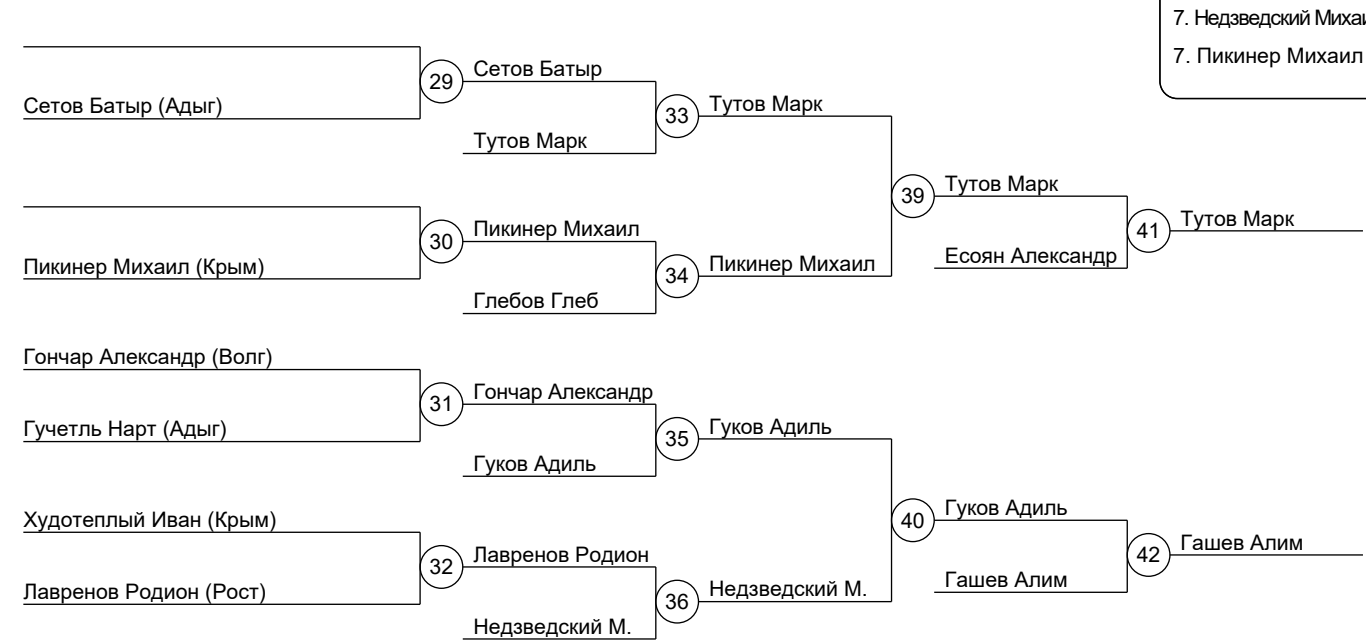 7. Недзведский Михаи
7. Пикинер Михаил
29
Сетов Батыр
Сетов Батыр (Адыг)
33
Тутов Марк
Тутов Марк
39
Тутов Марк
30
Пикинер Михаил
41
Тутов Марк
Пикинер Михаил (Крым)
34
Пикинер Михаил
Есоян Александр
Глебов Глеб
Гончар Александр (Волг)
31
Гончар Александр
Гучетль Нарт (Адыг)
35
Гуков Адиль
Гуков Адиль
Худотеплый Иван (Крым)
40
Гуков Адиль
32
Лавренов Родион
42
Гашев Алим
Лавренов Родион (Рост)
36
Недзведский М.
Гашев Алим
Недзведский М.